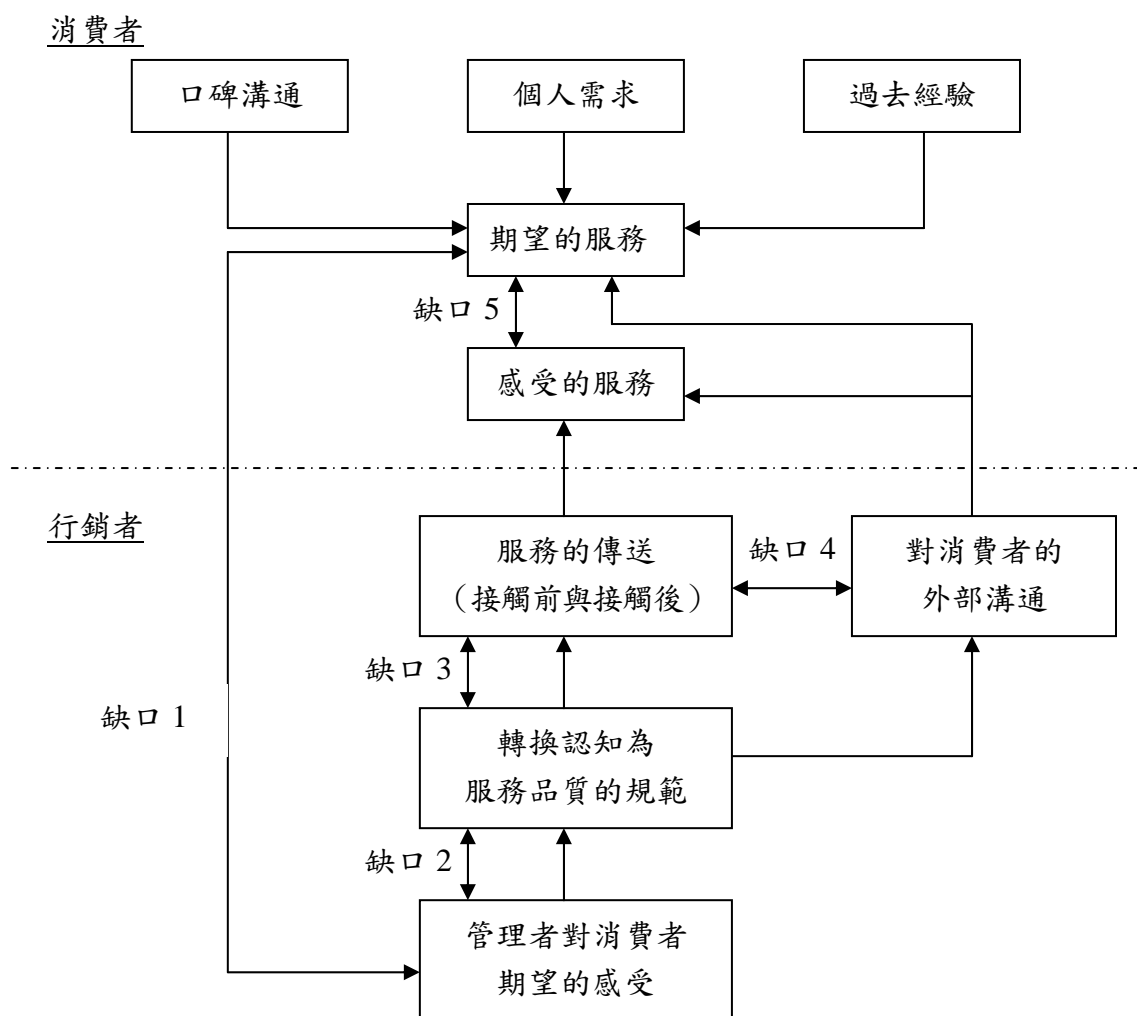 消費者
口碑溝通
個人需求
過去經驗
期望的服務
缺口 5
感受的服務
行銷者
服務的傳送
（接觸前與接觸後）
缺口 4
對消費者的
外部溝通
缺口 3
缺口 1
轉換認知為
服務品質的規範
缺口 2
管理者對消費者
期望的感受